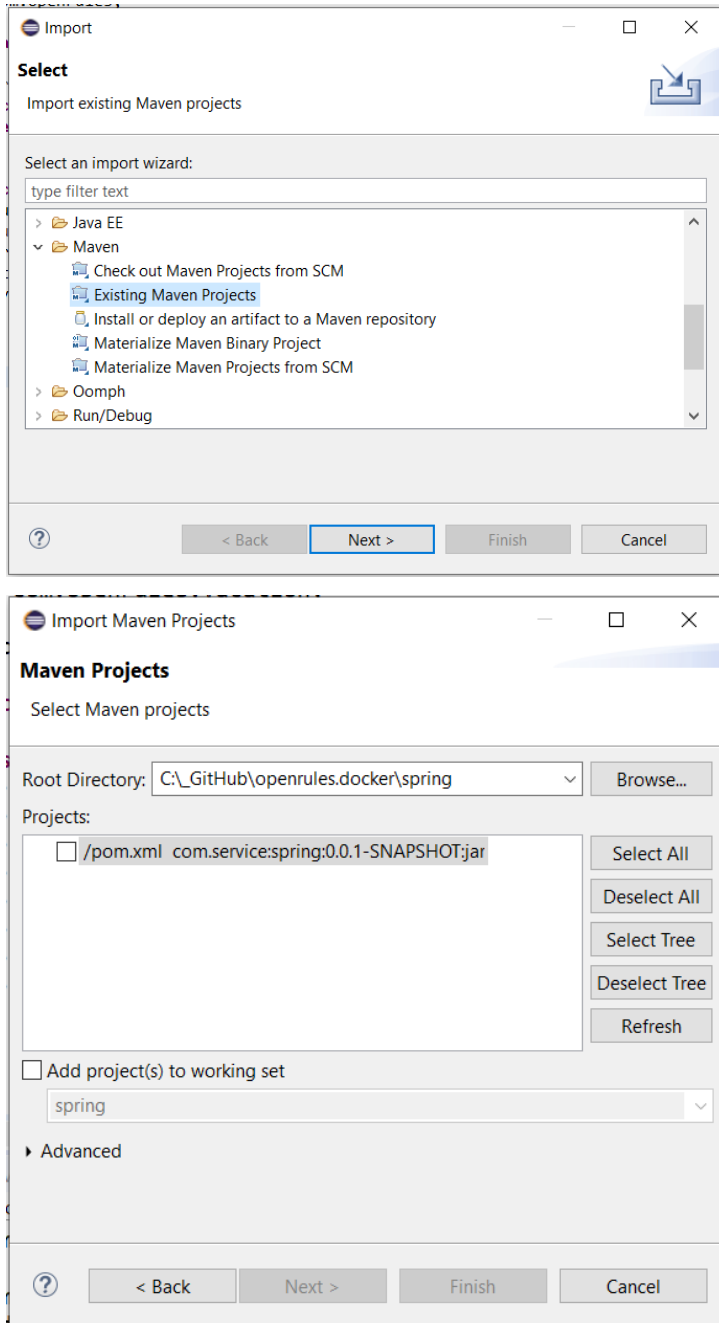 Import
Select
Import existing Maven projects
Select an import wizard:
type filter text
Java EE
Maven
Check out Maven Projects from SCM
Existing Maven Projects
Install or deploy an artifact to a Maven repository
Materialize Maven Binary Project
Materialize Maven Projects from SCM
Oomph
Run/Debug
< Back Next > Finish Cancel
Import Maven Projects
Maven Projects
Select Maven projects
Root Directory: C:\_GitHub\openrules.docker\spring Browse...
Projects:
/pom.xml com.service:spring:0.0.1-SNAPSHOT:jar
Select All
Deselect All
Select Tree
Deselect Tree
Refresh
Add project(s) to working set
spring
Advanced
< Back Next > Finish Cancel